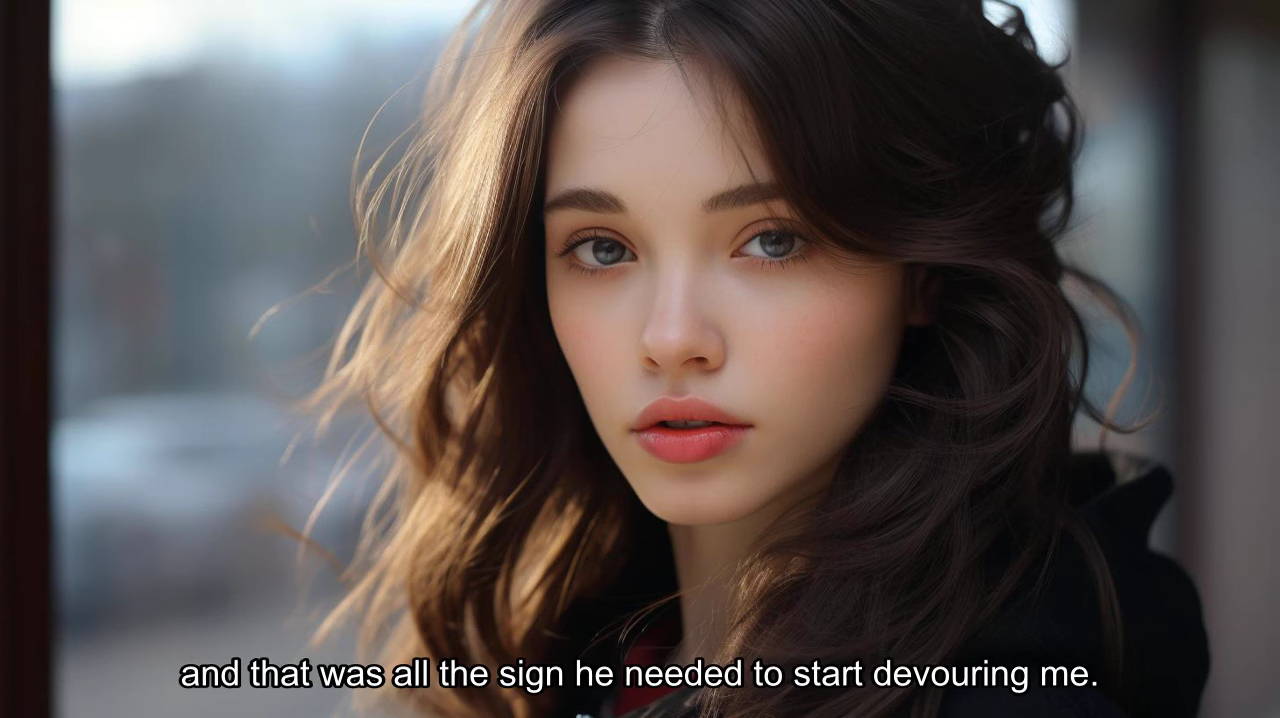 and that was all the sign he needed to start devouring me.